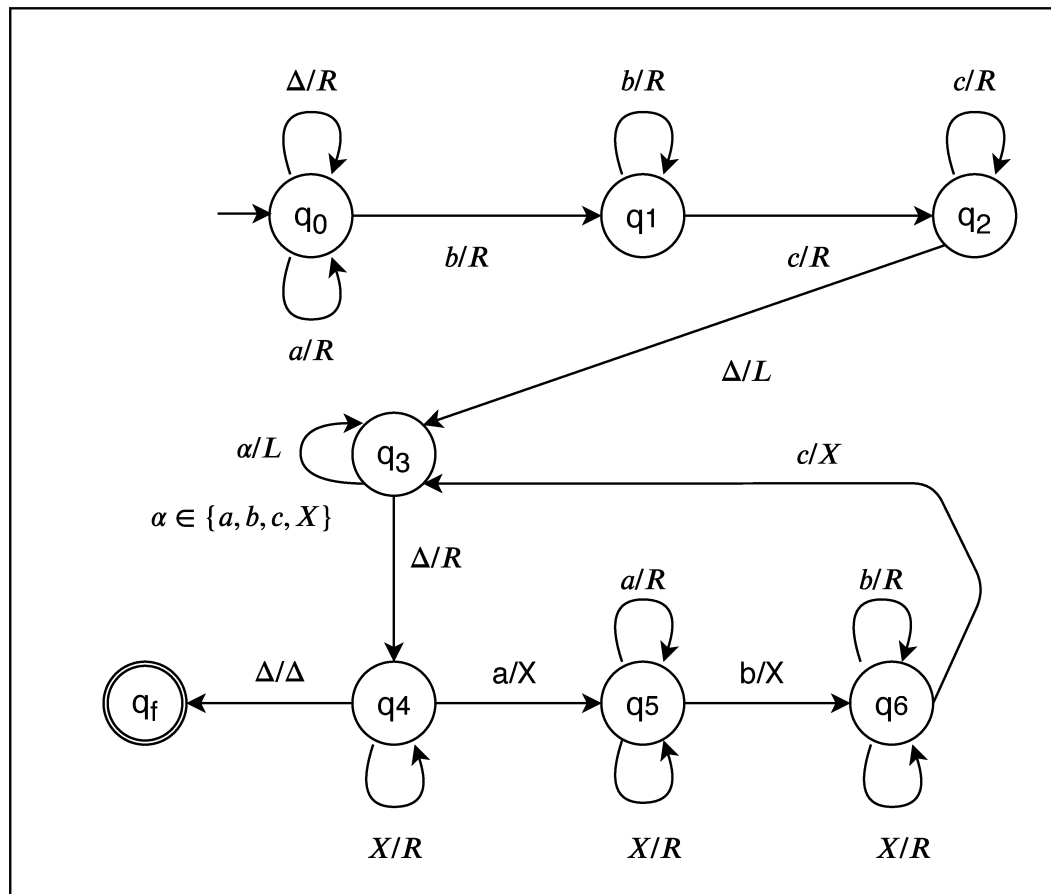 Δ/R
b/R
c/R
q0
q1
q2
b/R
c/R
a/R
Δ/L
α/L
q3
c/X
α ∈ {a, b, c, X}
Δ/R
a/R
b/R
Δ/Δ
a/X
b/X
qf
q4
q5
q6
X/R
X/R
X/R